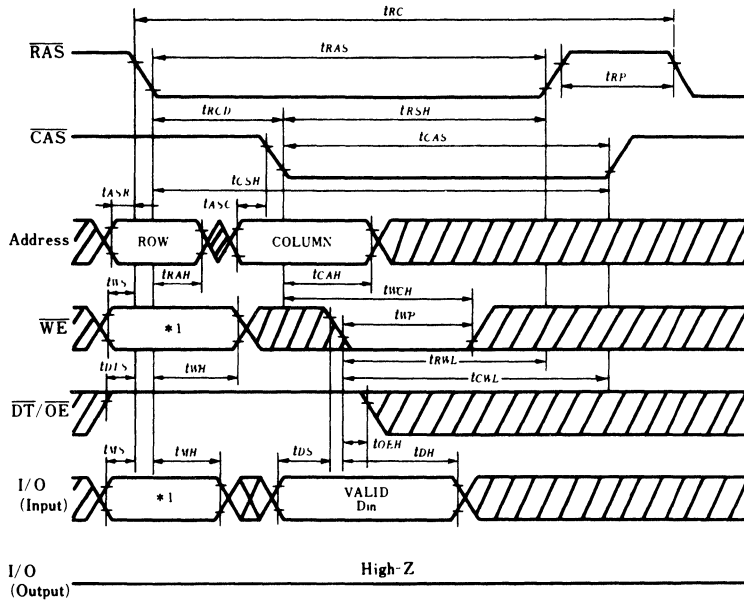 tRC
RAS
tRAS
tRP
tRCD
tRSH
CAS
tCAS
tCSH
tASR
tASC
Address
ROW
COLUMN
tRAH
tCAH
tWS
tWCH
WE
*1
tWP
tRWL
tDTS
tWH
tCWL
DT/OE
tOEH
tMS
tMH
tDS
tDH
I/O
(Input)
*1
VALID
Din
I/O
(Output)
High-Z